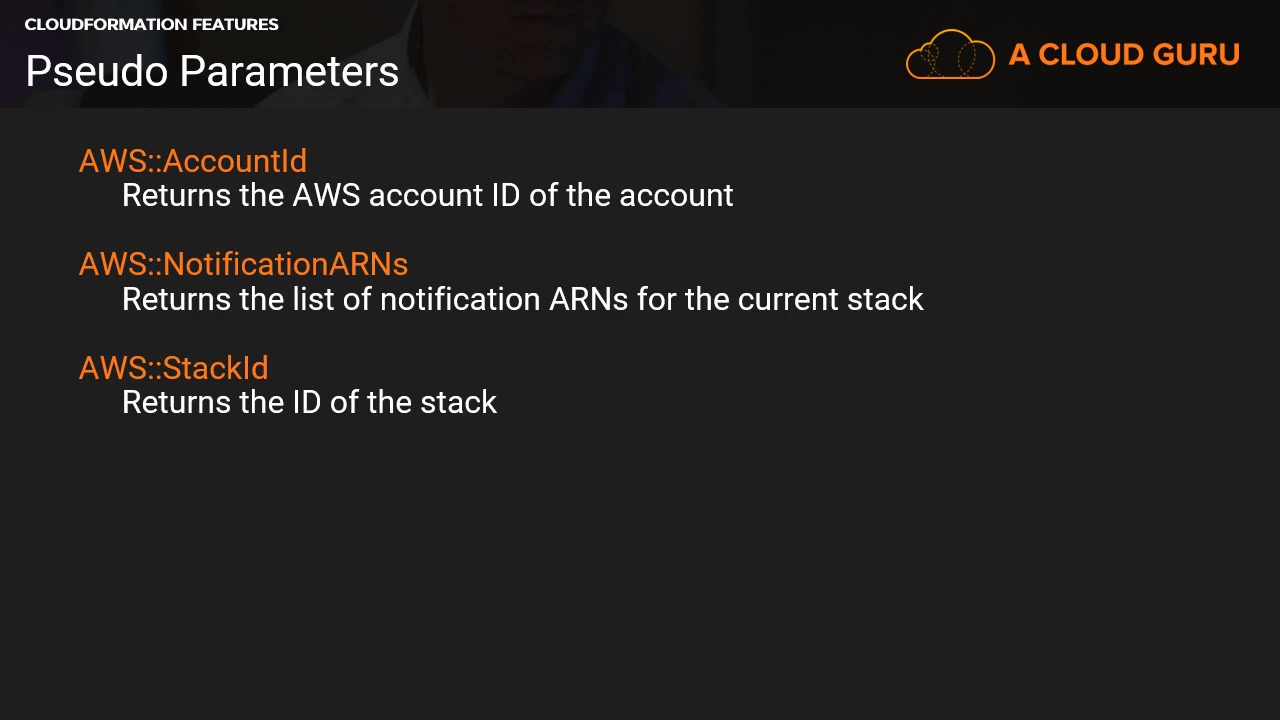 CLOUDFORMATION FEATURES
Pseudo Parameters
A CLOUD GURU
AWS::AccountId
Returns the AWS account ID of the account
AWS::NotificationARNs
Returns the list of notification ARNs for the current stack
AWS::StackId
Returns the ID of the stack